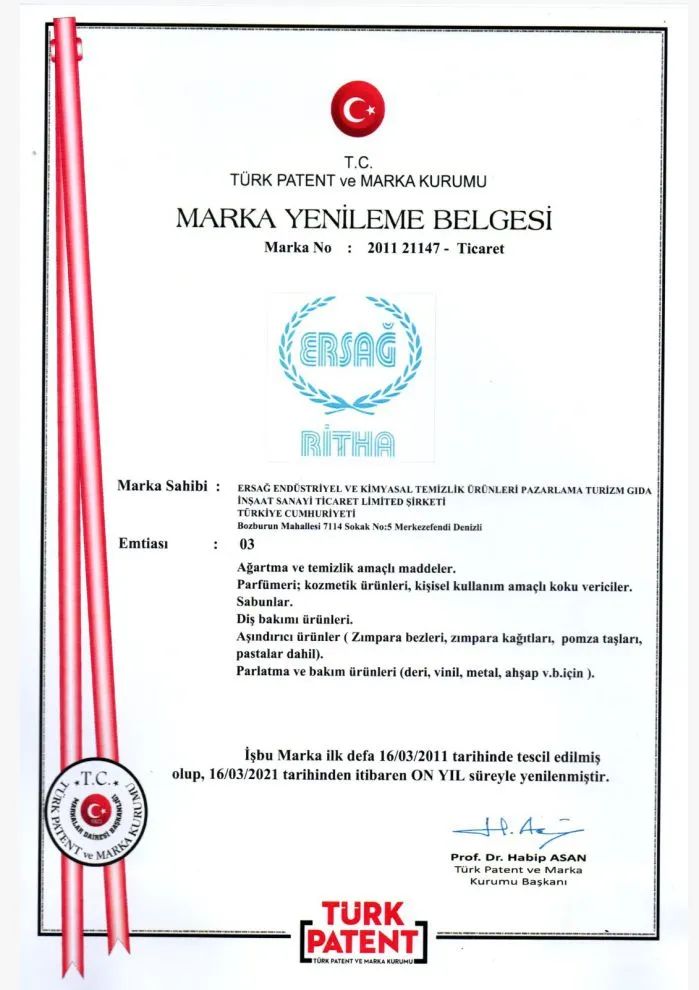 T.C.
TÜRK PATENT ve MARKA KURUMU
MARKA YENİLEME BELGESİ
Marka No : 2011 21147 - Ticaret
ERSAĞ
RİTHA
Marka Sahibi : ERSAĞ ENDÜSTRİYEL VE KİMYASAL TEMİZLİK ÜRÜNLERİ PAZARLAMA TURİZM GIDA
İNŞAAT SANAYİ TİCARET LİMİTED ŞİRKETİ
TÜRKİYE CUMHURİYETİ
Bozburun Mahallesi 7114 Sokak No:5 Merkezefendi Denizli
Emtiası : 03
Ağartma ve temizlik amaçlı maddeler.
Parfümeri; kozmetik ürünleri, kişisel kullanım amaçlı koku vericiler.
Sabunlar.
Diş bakımı ürünleri.
Aşındırıcı ürünler ( Zımpara bezleri, zımpara kağıtları, pomza taşları,
pastalar dahil).
Parlatma ve bakım ürünleri (deri, vinil, metal, ahşap v.b.için ).
İşbu Marka ilk defa 16/03/2011 tarihinde tescil edilmiş
olup, 16/03/2021 tarihinden itibaren ON YIL süreyle yenilenmiştir.
T.C.
TÜRK PATENT ve MARKA KURUMU
MARKALAR DAİRESİ BAŞKANLIĞI
Prof. Dr. Habip ASAN
Türk Patent ve Marka
Kurumu Başkanı
TÜRK
PATENT
TÜRK PATENT VE MARKA KURUMU